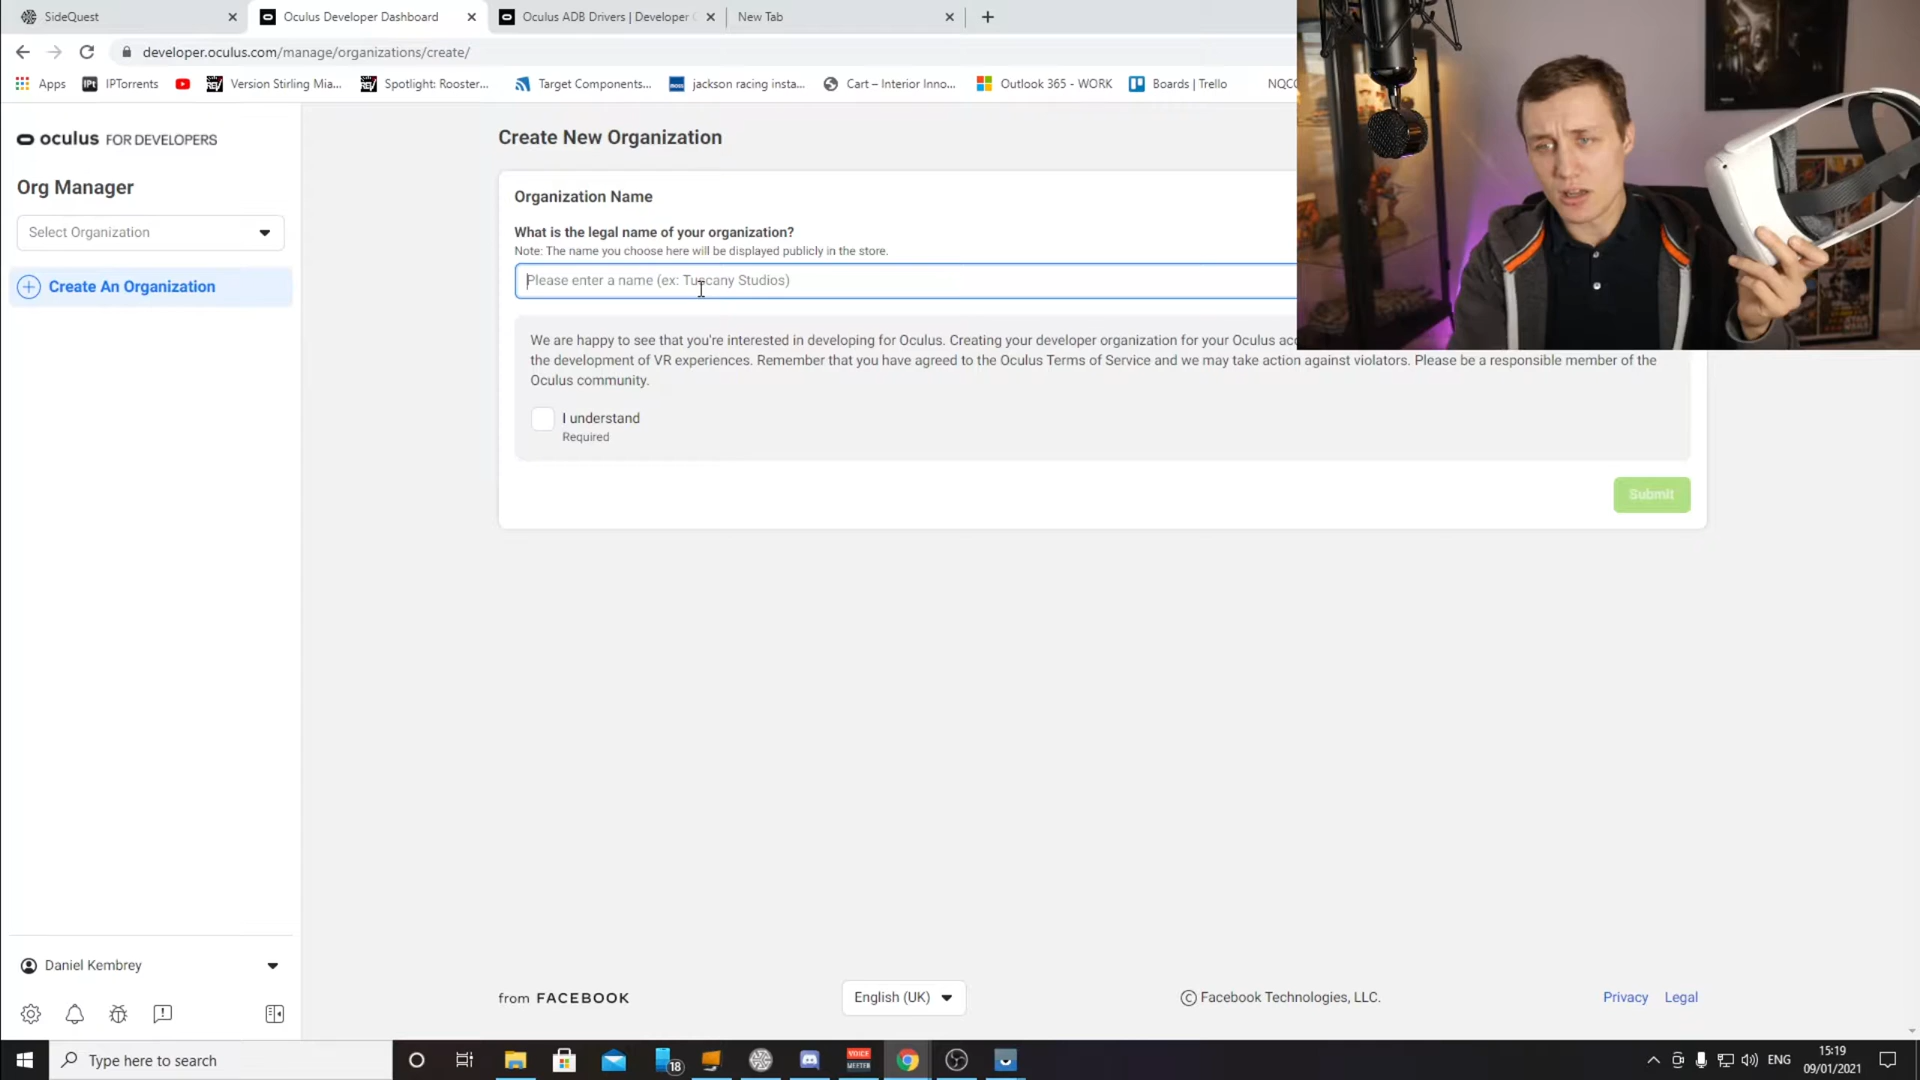 SideQuest
Oculus Developer Dashboard
Oculus ADB Drivers | Developer
New Tab
developer.oculus.com/manage/organizations/create/
Apps
IPt
IPTorrents
REV
Version Stirling Mia...
REV
Spotlight: Rooster...
Target Components...
jackson racing insta...
Cart – Interior Inno...
Outlook 365 - WORK
Boards | Trello
NQCC
oculus FOR DEVELOPERS
Org Manager
Select Organization
Create An Organization
Create New Organization
Organization Name
What is the legal name of your organization?
Note: The name you choose here will be displayed publicly in the store.
Please enter a name (ex: Tuscany Studios)
We are happy to see that you're interested in developing for Oculus. Creating your developer organization for your Oculus acc
the development of VR experiences. Remember that you have agreed to the Oculus Terms of Service and we may take action against violators. Please be a responsible member of the
Oculus community.
I understand
Required
Submit
Daniel Kembrey
from FACEBOOK
English (UK)
© Facebook Technologies, LLC.
Privacy
Legal
Type here to search
18
VOICE
MEETER
ENG
15:19
09/01/2021